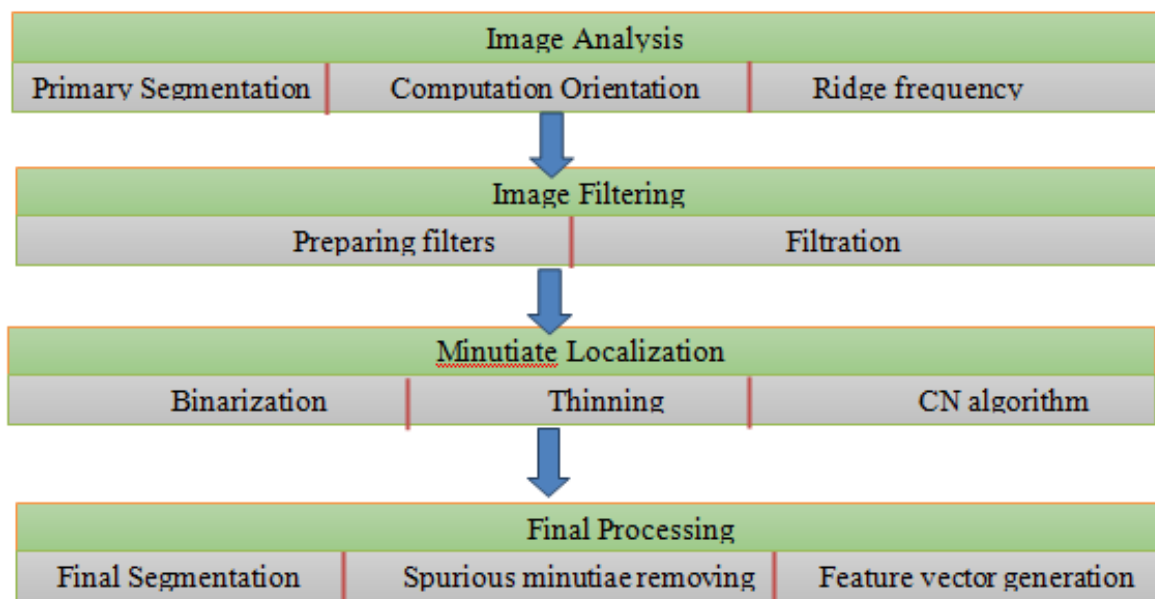 Image Analysis
Primary Segmentation Computation Orientation Ridge frequency
Image Filtering
Preparing filters Filtration
Minutiate Localization
Binarization Thinning CN algorithm
Final Processing
Final Segmentation Spurious minutiae removing Feature vector generation